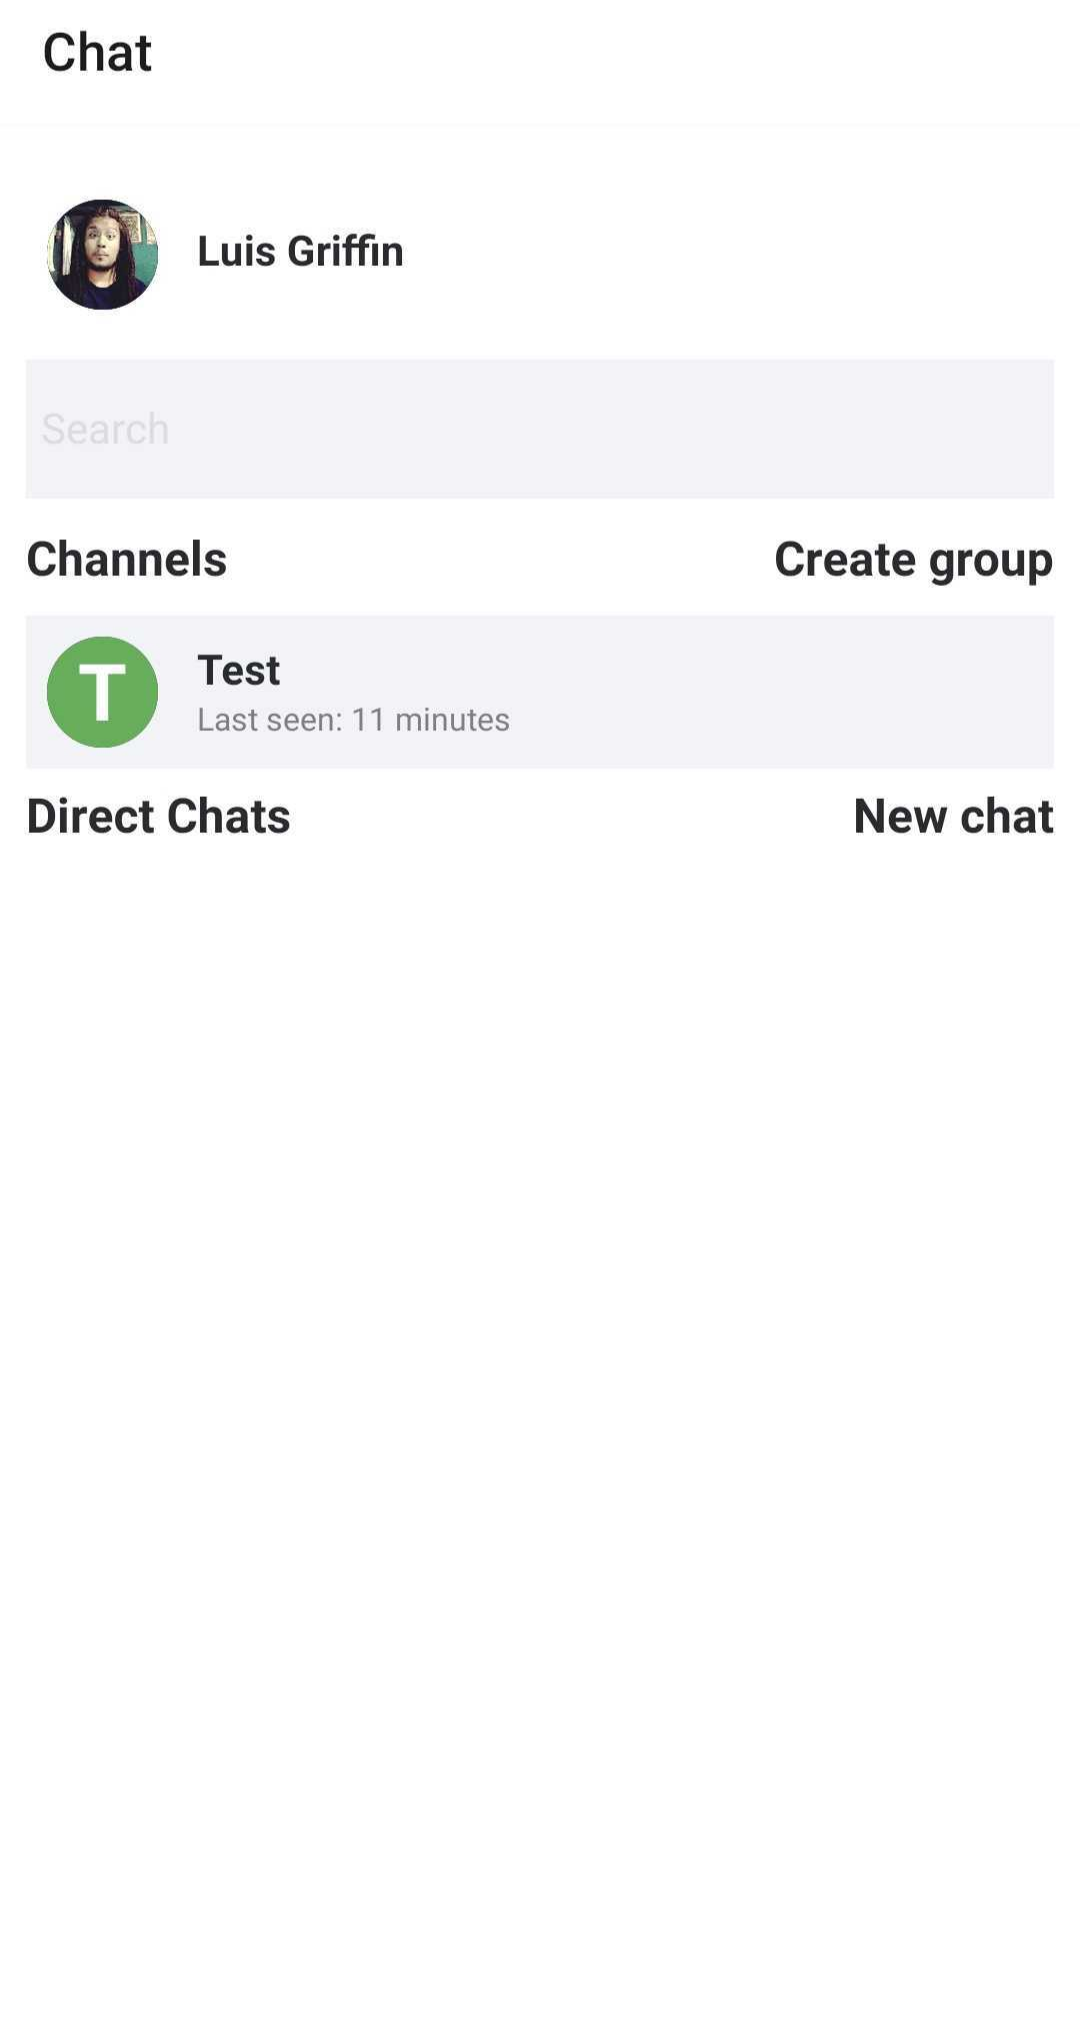 Chat
Luis Griffin
Search
Channels
Create group
T
Test
Last seen: 11 minutes
Direct Chats
New chat